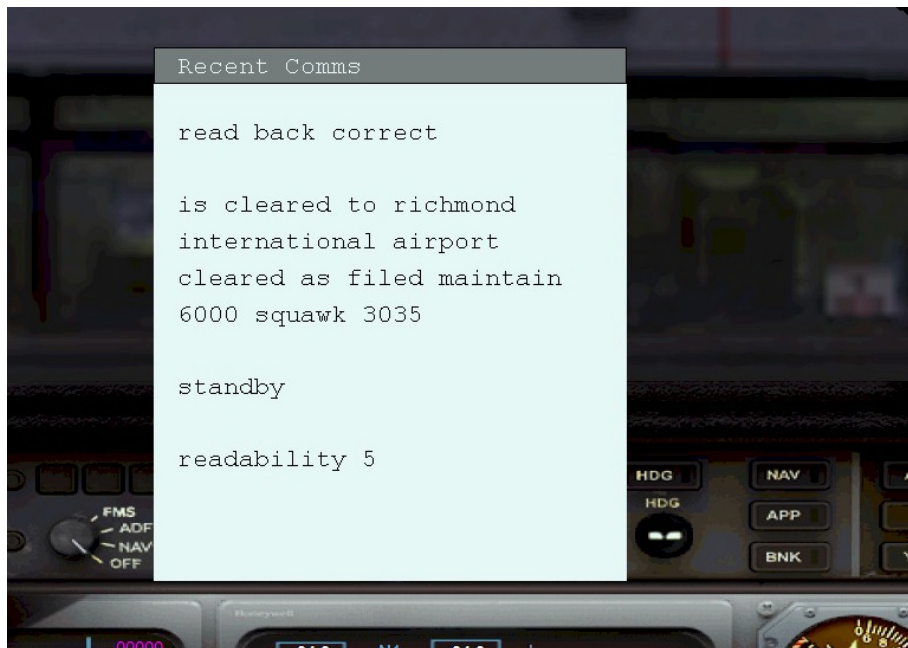 Recent Comms
read back correct
is cleared to richmond
international airport
cleared as filed maintain
6000 squawk 3035
standby
readability 5
HDG
NAV
FMS
ADF
HDG
APP
NAV
OFF
BNK
Honeywell